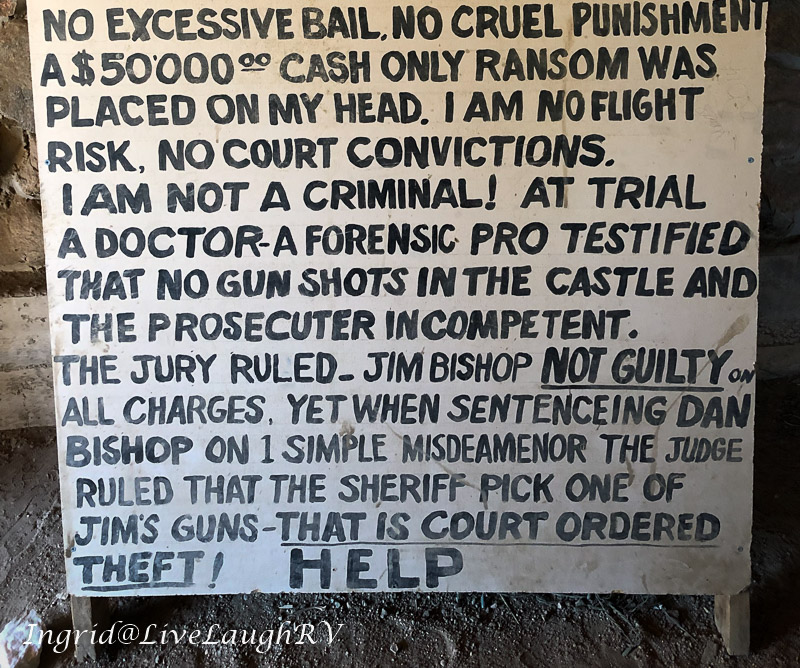 NO EXCESSIVE BAIL, NO CRUEL PUNISHMENT
A $50'000 00 CASH ONLY RANSOM WAS
PLACED ON MY HEAD. I AM NO FLIGHT
RISK, NO COURT CONVICTIONS.
I AM NOT A CRIMINAL! AT TRIAL
A DOCTOR-A FORENSIC PRO TESTIFIED
THAT NO GUN SHOTS IN THE CASTLE AND
THE PROSECUTER INCOMPETENT.
THE JURY RULED- JIM BISHOP NOT GUILTY ON
ALL CHARGES, YET WHEN SENTENCEING DAN
BISHOP ON 1 SIMPLE MISDEAMENOR THE JUDGE
RULED THAT THE SHERIFF PICK ONE OF
JIM'S GUNS-THAT IS COURT ORDERED
THEFT! HELP
Ingrid@LiveLaughRV